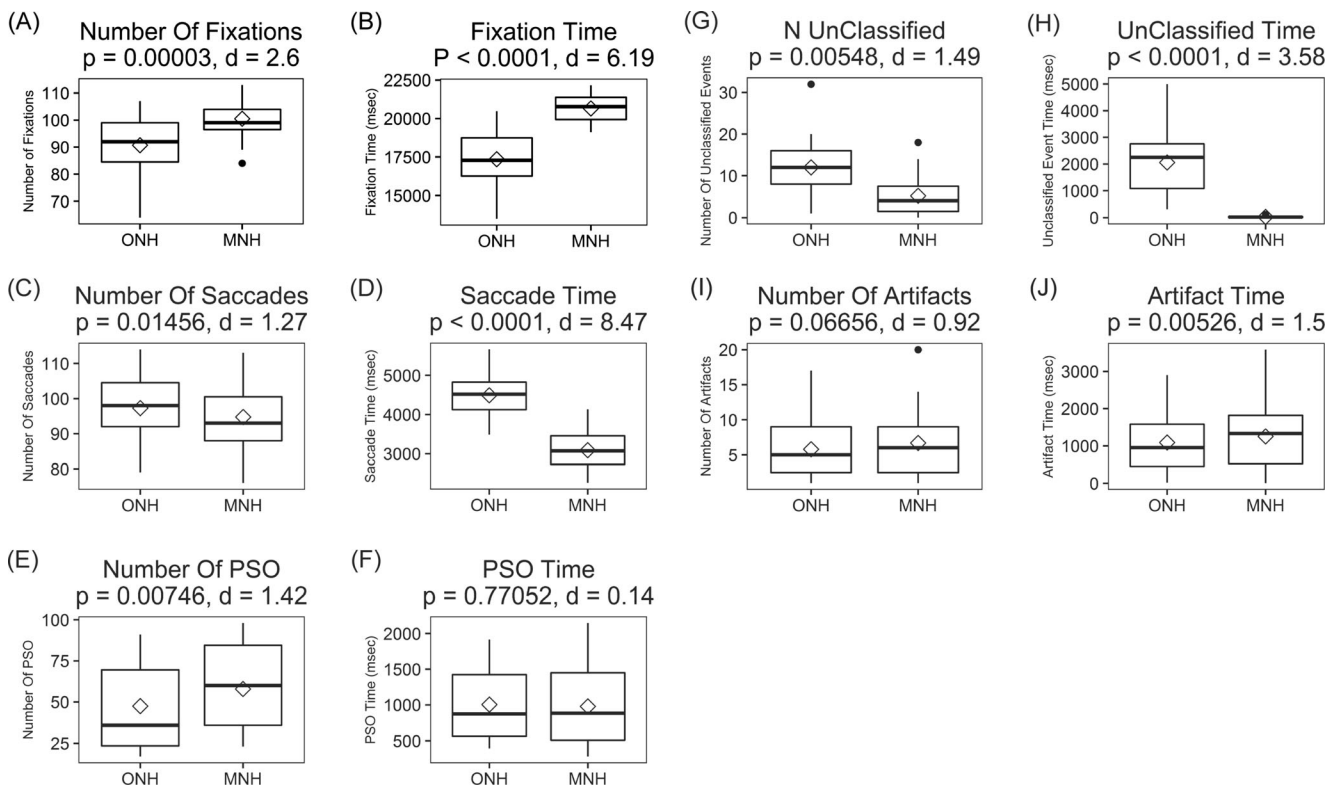 (A)
Number Of Fixations
p = 0.00003, d = 2.6
Number of Fixations
110
100
90
80
70
ONH MNH
(B)
Fixation Time
P < 0.0001, d = 6.19
Fixation Time (msec)
22500
20000
17500
15000
ONH MNH
(G)
N UnClassified
p = 0.00548, d = 1.49
Number Of Unclassified Events
30
20
10
0
ONH MNH
(H)
UnClassified Time
p < 0.0001, d = 3.58
Unclassified Event Time (msec)
5000
4000
3000
2000
1000
0
ONH MNH
(C)
Number Of Saccades
p = 0.01456, d = 1.27
Number Of Saccades
110
100
90
80
ONH MNH
(D)
Saccade Time
p < 0.0001, d = 8.47
Saccade Time (msec)
5000
4000
3000
ONH MNH
(I)
Number Of Artifacts
p = 0.06656, d = 0.92
Number Of Artifacts
20
15
10
5
ONH MNH
(J)
Artifact Time
p = 0.00526, d = 1.5
Artifact Time (msec)
3000
2000
1000
0
ONH MNH
(E)
Number Of PSO
p = 0.00746, d = 1.42
Number Of PSO
100
75
50
25
ONH MNH
(F)
PSO Time
p = 0.77052, d = 0.14
PSO Time (msec)
2000
1500
1000
500
ONH MNH